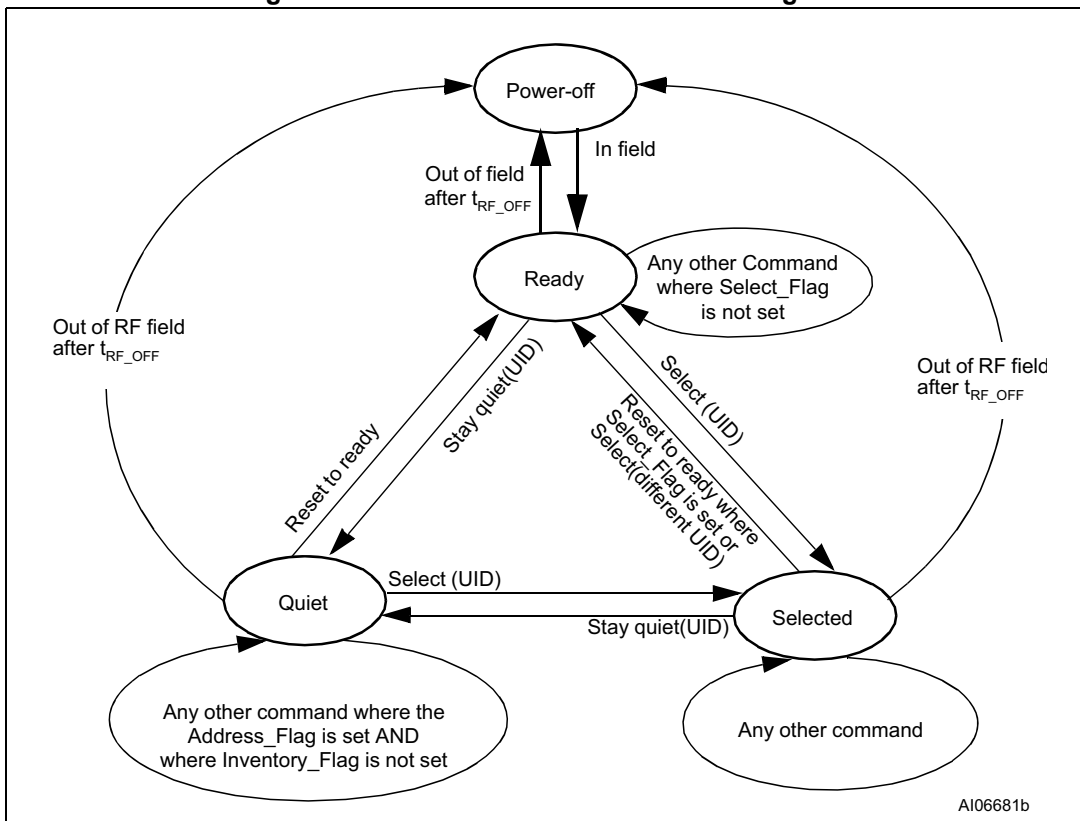 Power-off
In field
Out of field
after tRF_OFF
Ready
Any other Command
where Select_Flag
is not set
Out of RF field
after tRF_OFF
Out of RF field
after tRF_OFF
Reset to ready
Stay quiet(UID)
Select (UID)
Reset to ready where
Select_Flag is set or
Select(different UID)
Quiet
Select (UID)
Stay quiet(UID)
Selected
Any other command where the
Address_Flag is set AND
where Inventory_Flag is not set
Any other command
AI06681b